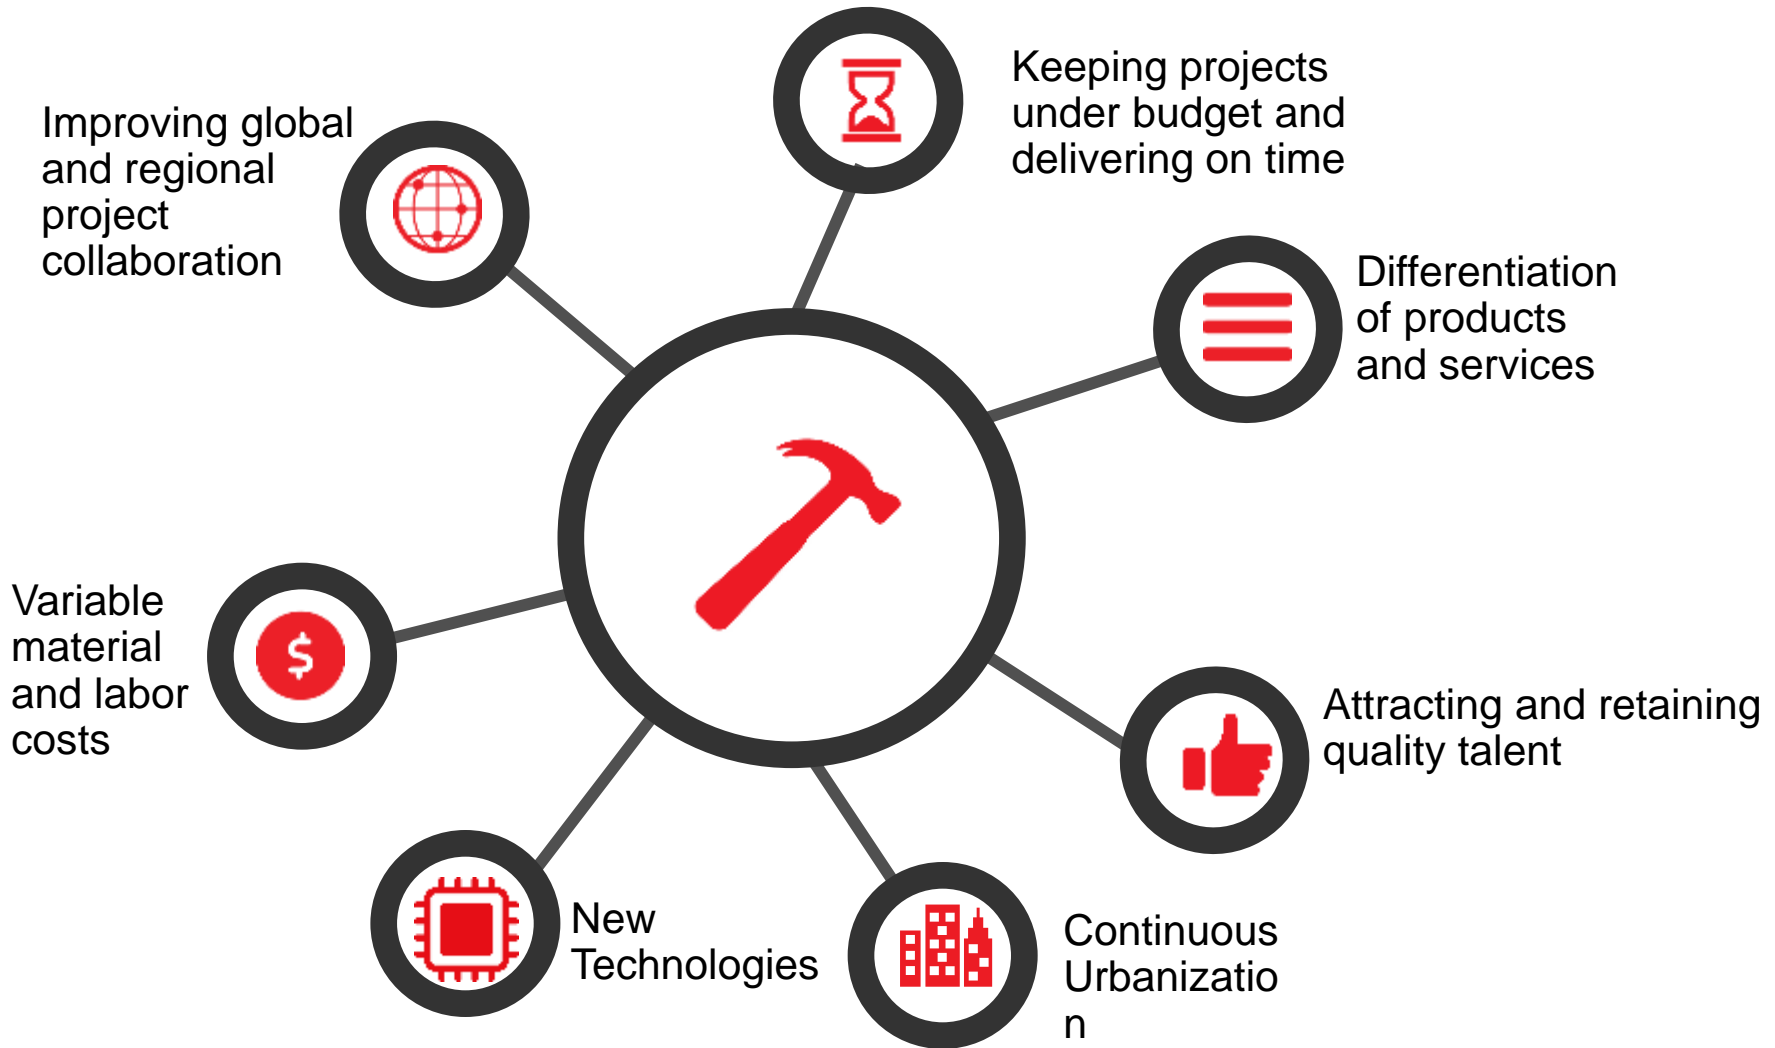 Keeping projects
under budget and
delivering on time
Improving global
and regional
project
collaboration
Differentiation
of products
and services
Variable
material
and labor
costs
$
Attracting and retaining
quality talent
New
Technologies
Continuous
Urbanizatio
n